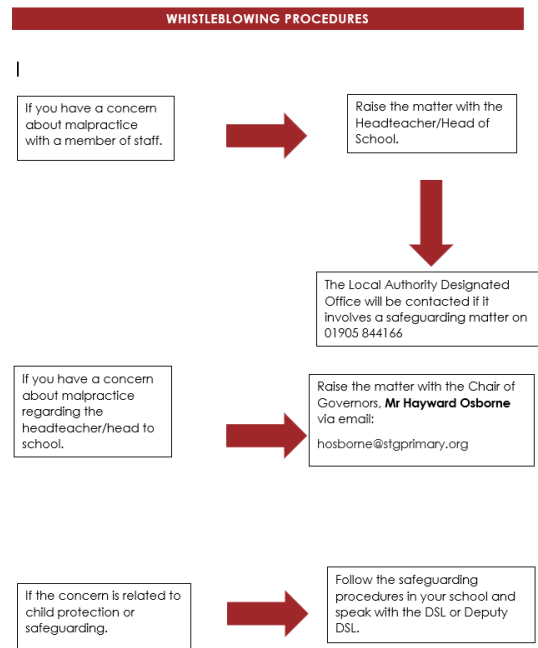 WHISTLEBLOWING PROCEDURES
If you have a concern
about malpractice
with a member of staff.
Raise the matter with the
Headteacher/Head of
School.
The Local Authority Designated
Office will be contacted if it
involves a safeguarding matter on
01905 844166
If you have a concern
about malpractice
regarding the
headteacher/head to
school.
Raise the matter with the Chair of
Governors, Mr Hayward Osborne
via email:
hosborne@stgprimary.org
If the concern is related to
child protection or
safeguarding.
Follow the safeguarding
procedures in your school and
speak with the DSL or Deputy
DSL.